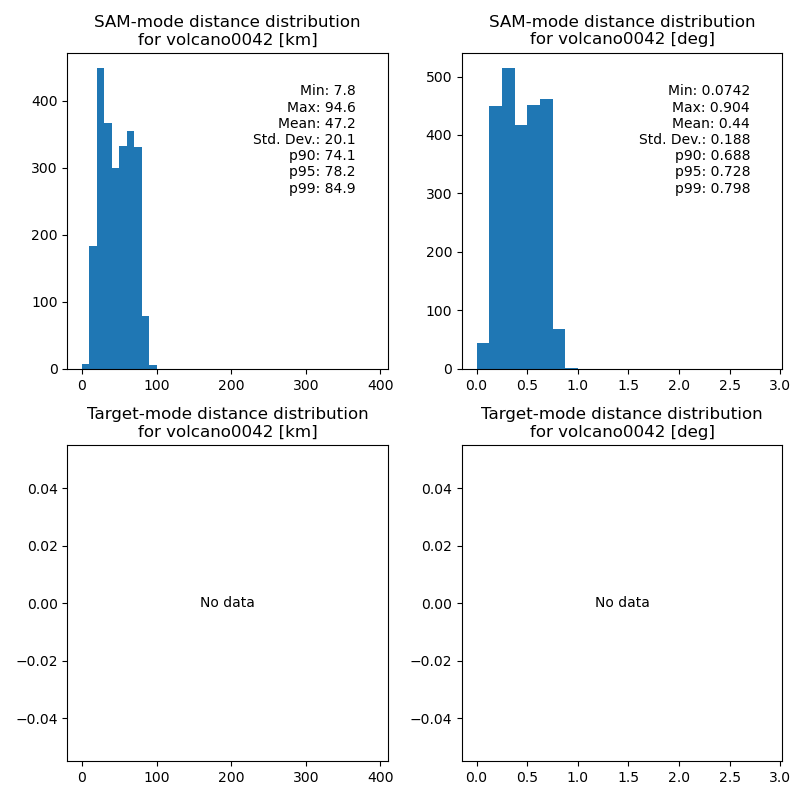 SAM-mode distance distribution
for volcano0042 [km]
Min: 7.8
Max: 94.6
Mean: 47.2
Std. Dev.: 20.1
p90: 74.1
p95: 78.2
p99: 84.9
400
300
200
100
0
0 100 200 300 400
SAM-mode distance distribution
for volcano0042 [deg]
Min: 0.0742
Max: 0.904
Mean: 0.44
Std. Dev.: 0.188
p90: 0.688
p95: 0.728
p99: 0.798
500
400
300
200
100
0
0.0 0.5 1.0 1.5 2.0 2.5 3.0
Target-mode distance distribution
for volcano0042 [km]
0.04
0.02
0.00
−0.02
−0.04
No data
0 100 200 300 400
Target-mode distance distribution
for volcano0042 [deg]
0.04
0.02
0.00
−0.02
−0.04
No data
0.0 0.5 1.0 1.5 2.0 2.5 3.0